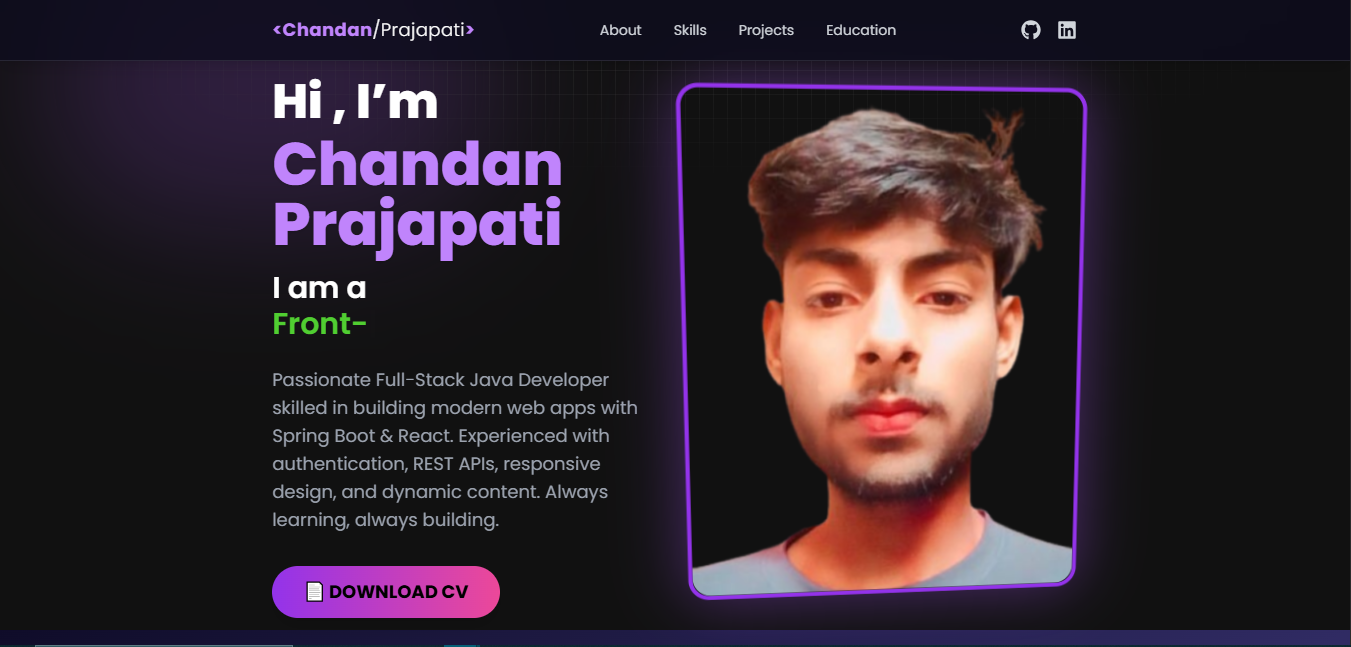 <Chandan/Prajapati>
About Skills Projects Education
Hi , I’m
Chandan
Prajapati
I am a
Front-
Passionate Full-Stack Java Developer
skilled in building modern web apps with
Spring Boot & React. Experienced with
authentication, REST APIs, responsive
design, and dynamic content. Always
learning, always building.
DOWNLOAD CV